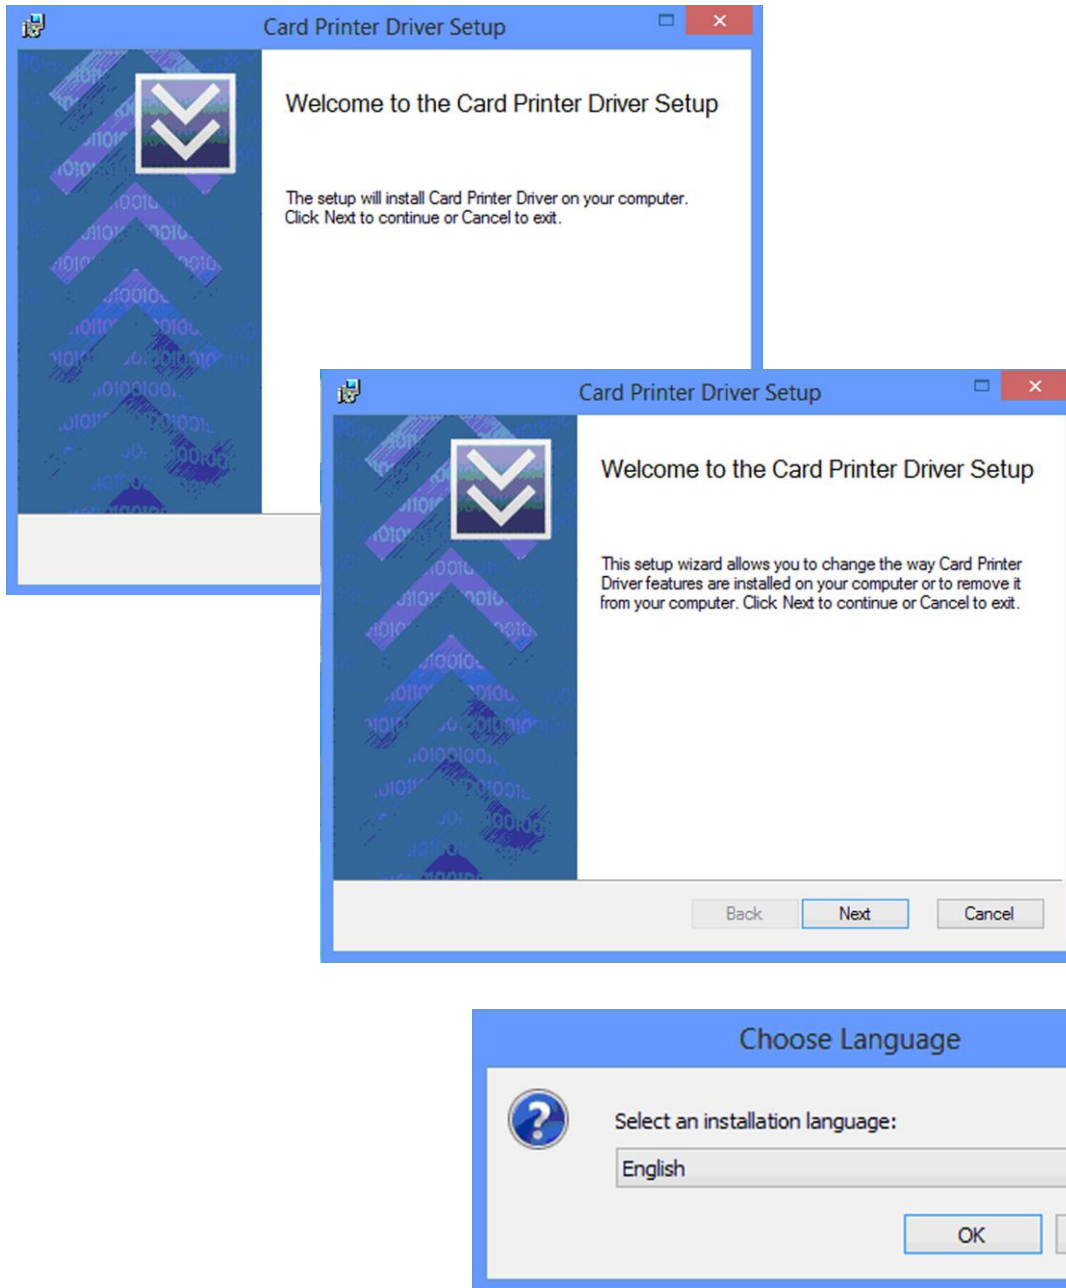 Card Printer Driver Setup
Welcome to the Card Printer Driver Setup
The setup will install Card Printer Driver on your computer.
Click Next to continue or Cancel to exit.
Card Printer Driver Setup
Welcome to the Card Printer Driver Setup
This setup wizard allows you to change the way Card Printer
Driver features are installed on your computer or to remove it
from your computer. Click Next to continue or Cancel to exit.
Back Next Cancel
Choose Language
Select an installation language:
English
OK